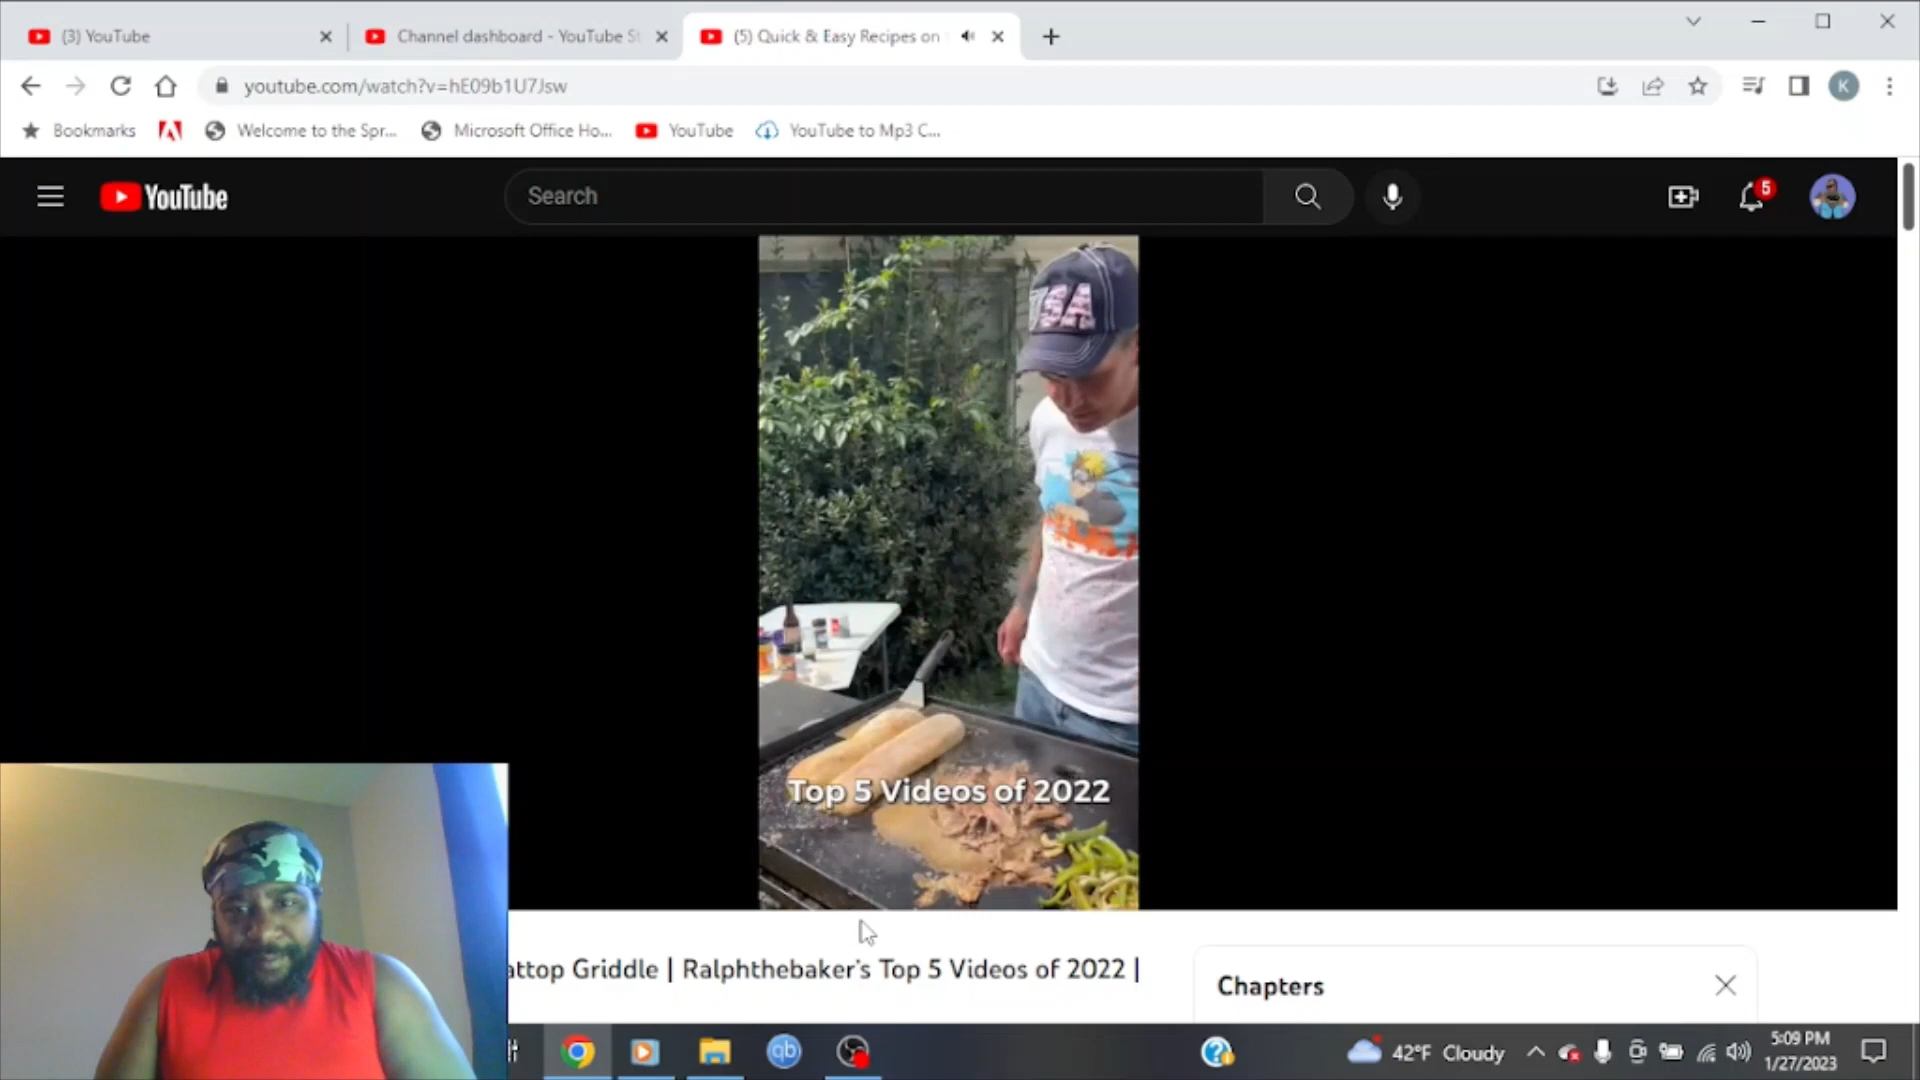 (3) YouTube
Channel dashboard - YouTube St
(5) Quick & Easy Recipes on
youtube.com/watch?v=hE09b1U7Jsw
K
Bookmarks
Welcome to the Spr...
Microsoft Office Ho...
YouTube
YouTube to Mp3 C...
YouTube
Search
5
Top 5 Videos of 2022
attop Griddle | Ralphthebaker's Top 5 Videos of 2022 |
Chapters
qb
42°F Cloudy
5:09 PM
1/27/2023